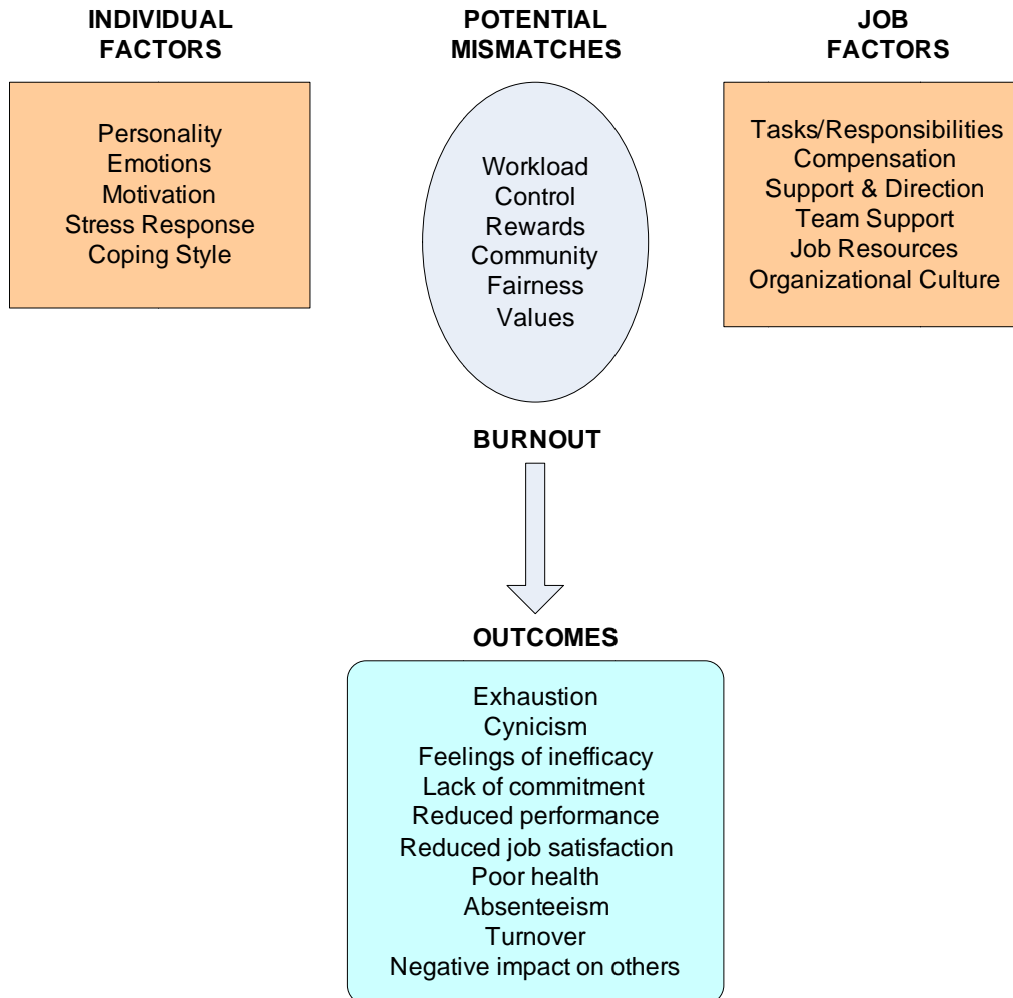 INDIVIDUAL
FACTORS
Personality
Emotions
Motivation
Stress Response
Coping Style
POTENTIAL
MISMATCHES
Workload
Control
Rewards
Community
Fairness
Values
JOB
FACTORS
Tasks/Responsibilities
Compensation
Support & Direction
Team Support
Job Resources
Organizational Culture
BURNOUT
OUTCOMES
Exhaustion
Cynicism
Feelings of inefficacy
Lack of commitment
Reduced performance
Reduced job satisfaction
Poor health
Absenteeism
Turnover
Negative impact on others